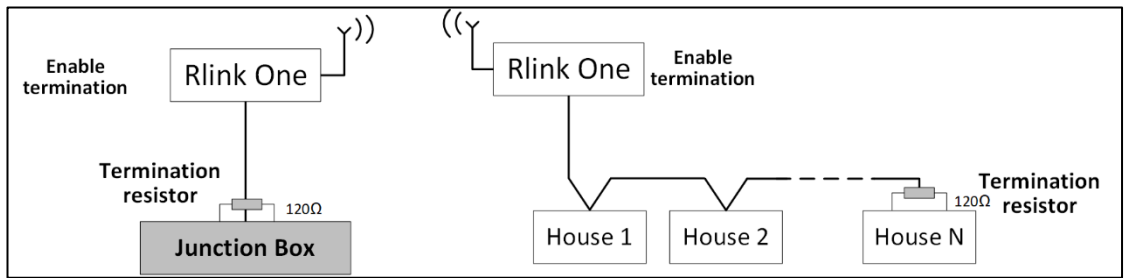 Enable
termination
Rlink One
Termination
resistor
120Ω
Junction Box
Rlink One
Enable
termination
House 1
House 2
House N
120Ω
Termination
resistor